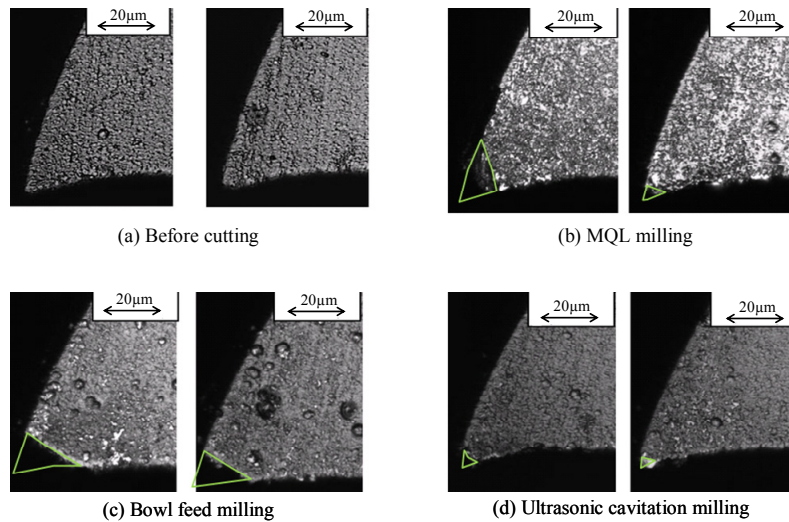 20μm
20μm
20μm
20μm
(a) Before cutting
(b) MQL milling
20μm
20μm
20μm
20μm
(c) Bowl feed milling
(d) Ultrasonic cavitation milling